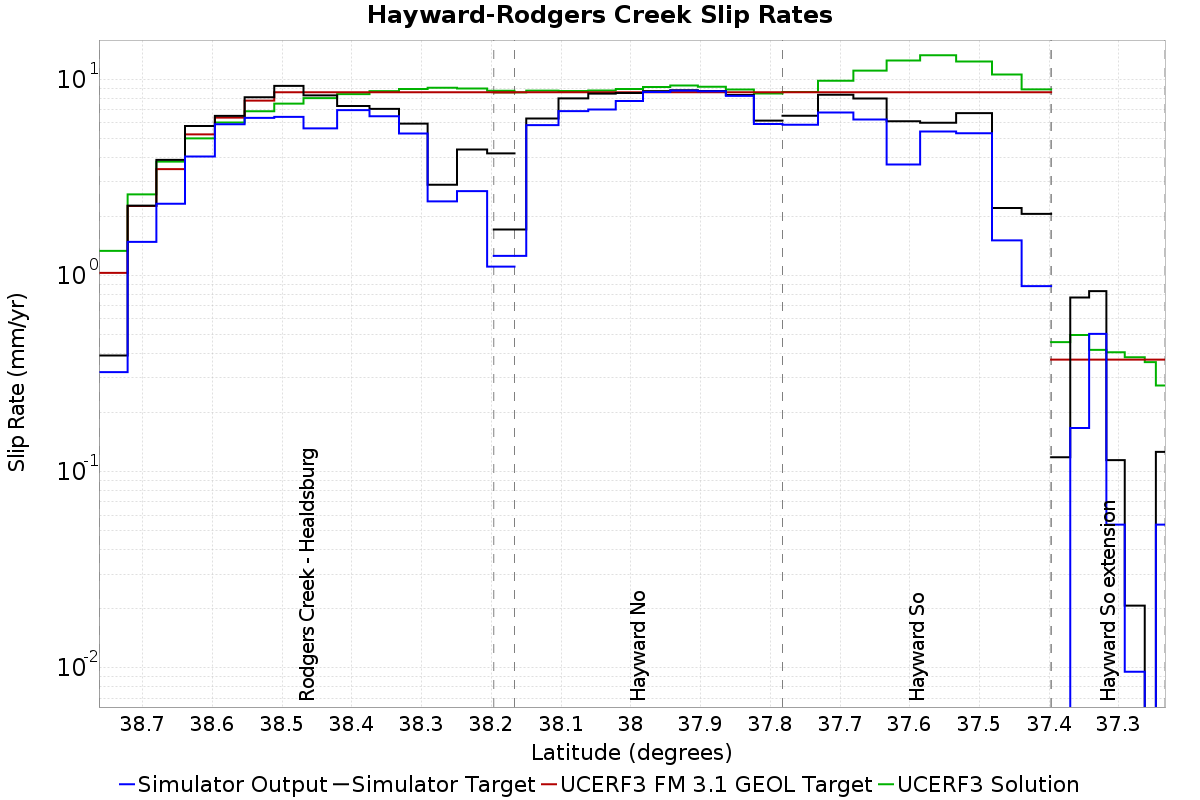 Hayward-Rodgers Creek Slip Rates
Slip Rate (mm/yr)
10^1
10^0
10^-1
10^-2
Rodgers Creek - Healdsburg
Hayward No
Hayward So
Hayward So extension
38.7 38.6 38.5 38.4 38.3 38.2 38.1 38 37.9 37.8 37.7 37.6 37.5 37.4 37.3
Latitude (degrees)
Simulator Output Simulator Target UCERF3 FM 3.1 GEOL Target UCERF3 Solution